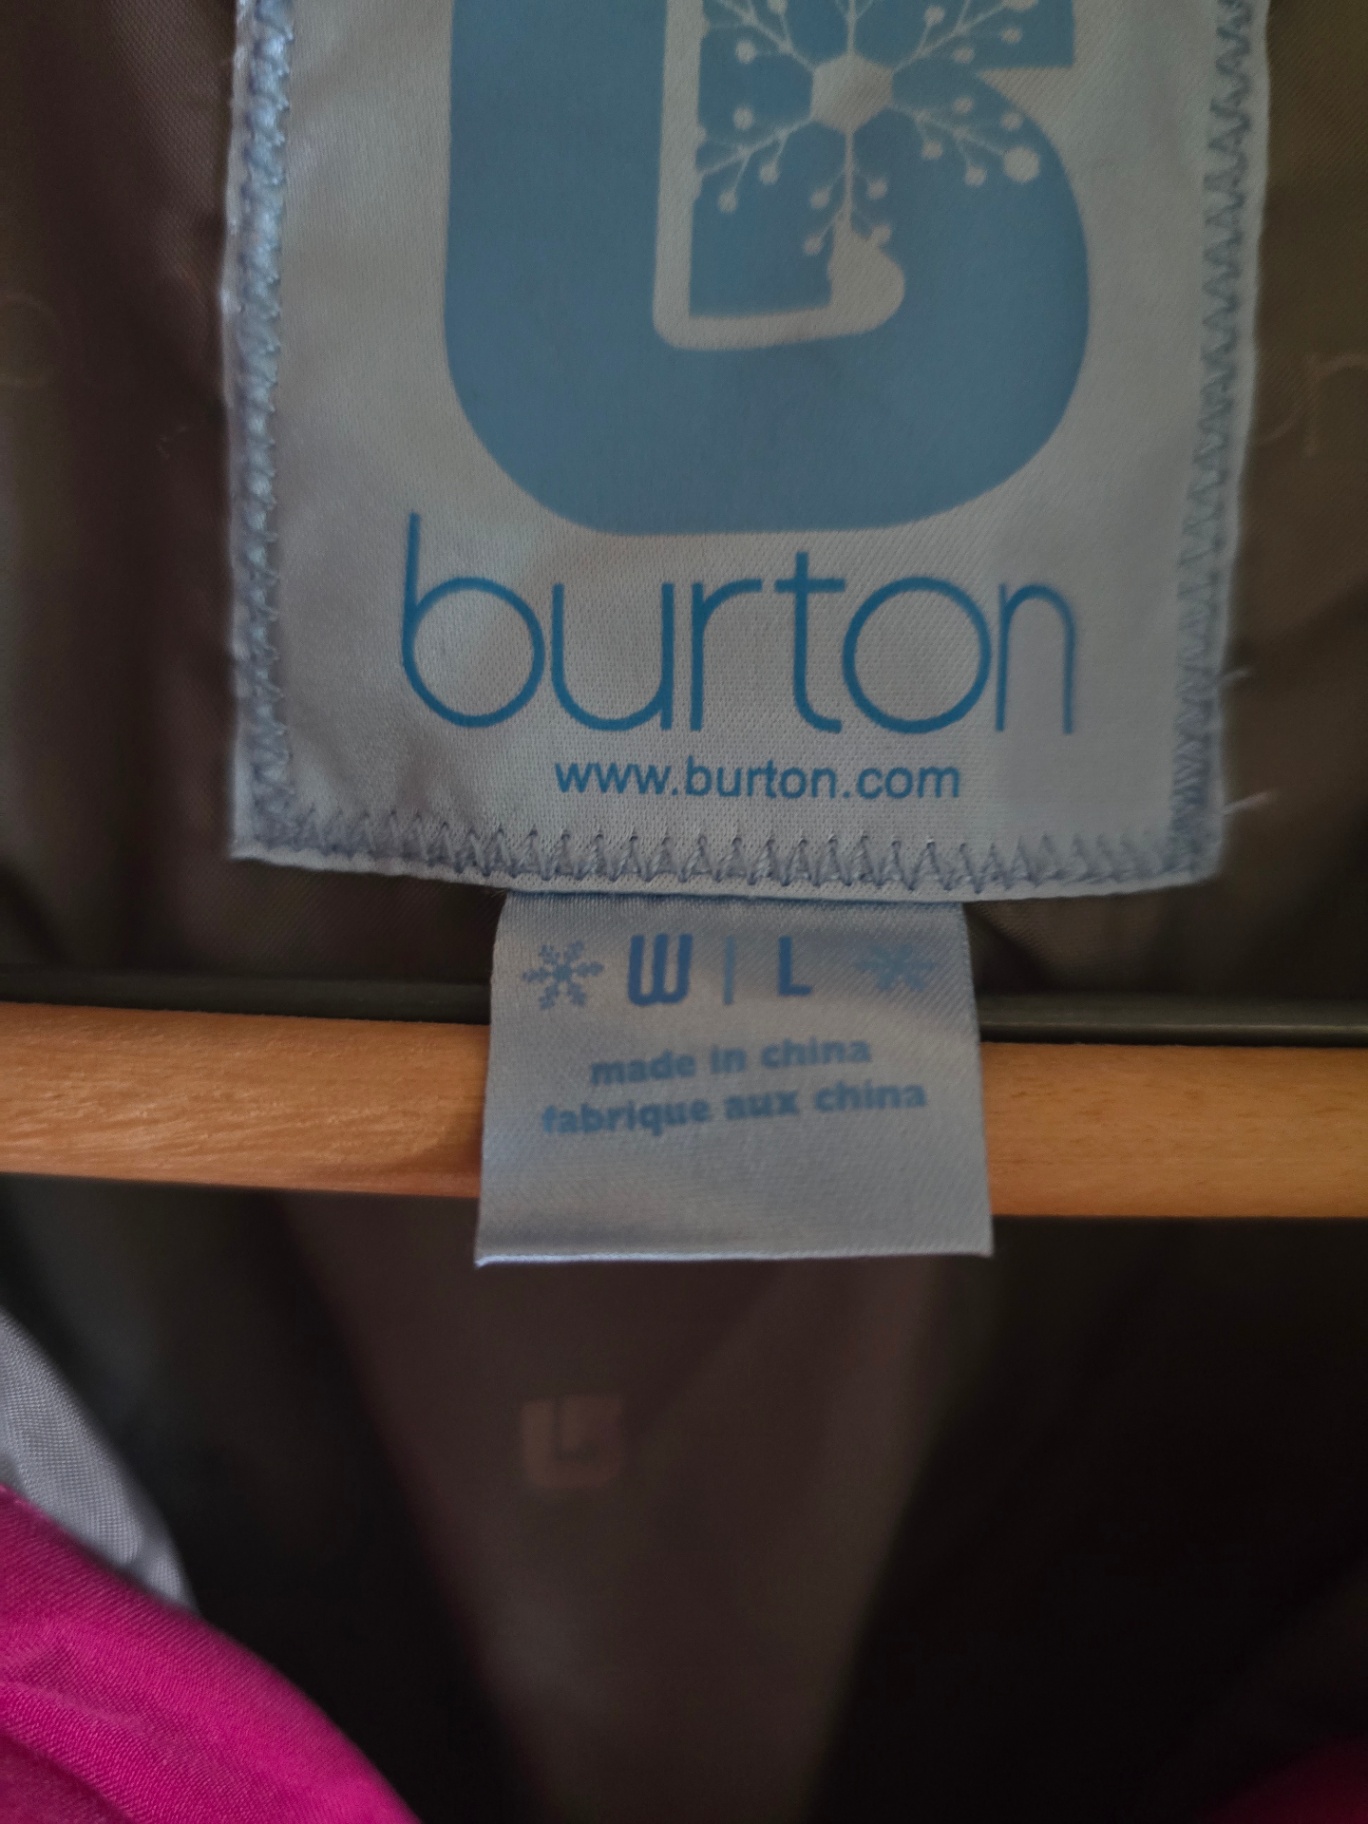 burton
www.burton.com
W | L
made in china
fabrique aux china